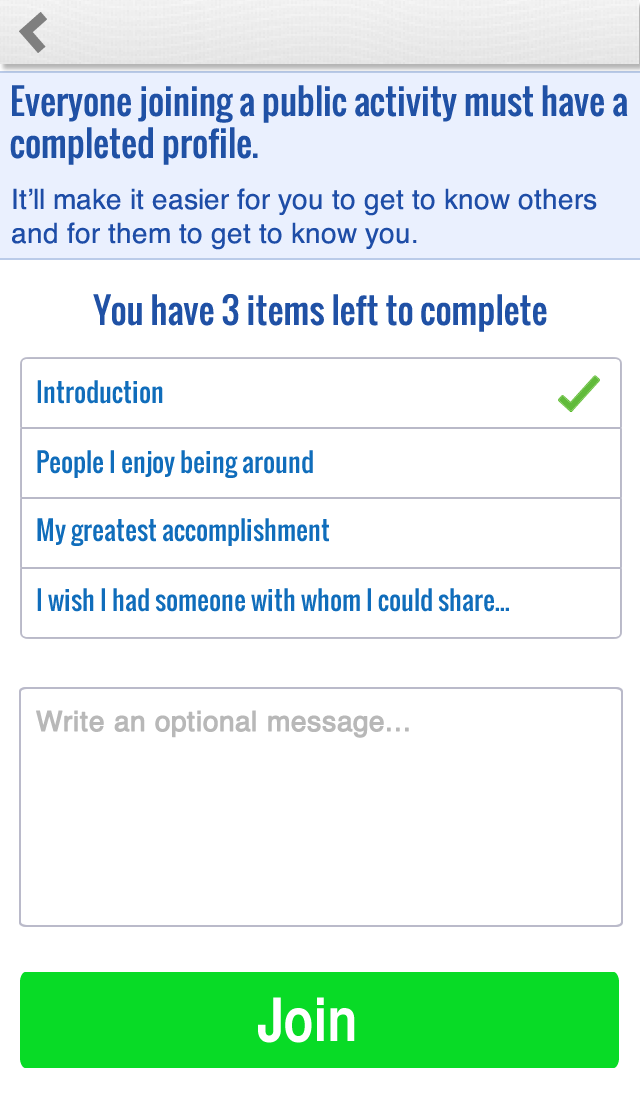 Everyone joining a public activity must have a
completed profile.
It’ll make it easier for you to get to know others
and for them to get to know you.
You have 3 items left to complete
Introduction
People I enjoy being around
My greatest accomplishment
I wish I had someone with whom I could share...
Write an optional message...
Join